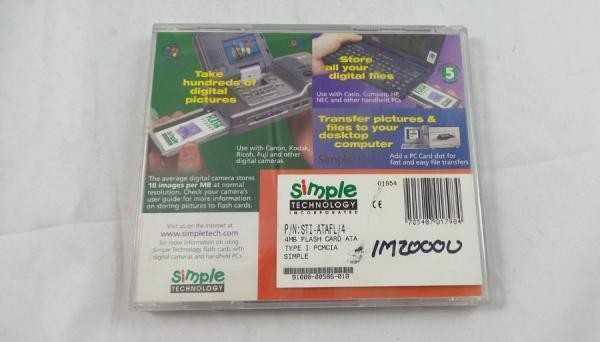 Take
hundreds of
digital
pictures
Use with Canon, Kodak,
Ricoh, Fuji and other
digital cameras
Store
all your
digital files
5
Use with Casio, Compaq, HP,
NEC and other handheld PCs
Transfer pictures &
files to your
desktop
computer
Simple
Add a PC Card slot for
fast and easy file transfers
The average digital camera stores
10 images per MB at normal
resolution. Check your camera's
user guide for more information
on storing pictures to flash cards.
Visit us on the Internet at
www.simpletech.com
For more information on using
Simple Technology flash cards with
digital cameras and handheld PCs.
simple
TECHNOLOGY
simple
TECHNOLOGY
INCORPORATED
01854
CE
705487017984
P/N:STI-ATAFL/4
4MB FLASH CARD ATA
TYPE I PCMCIA
SIMPLE
91000-00586-018
1M20000